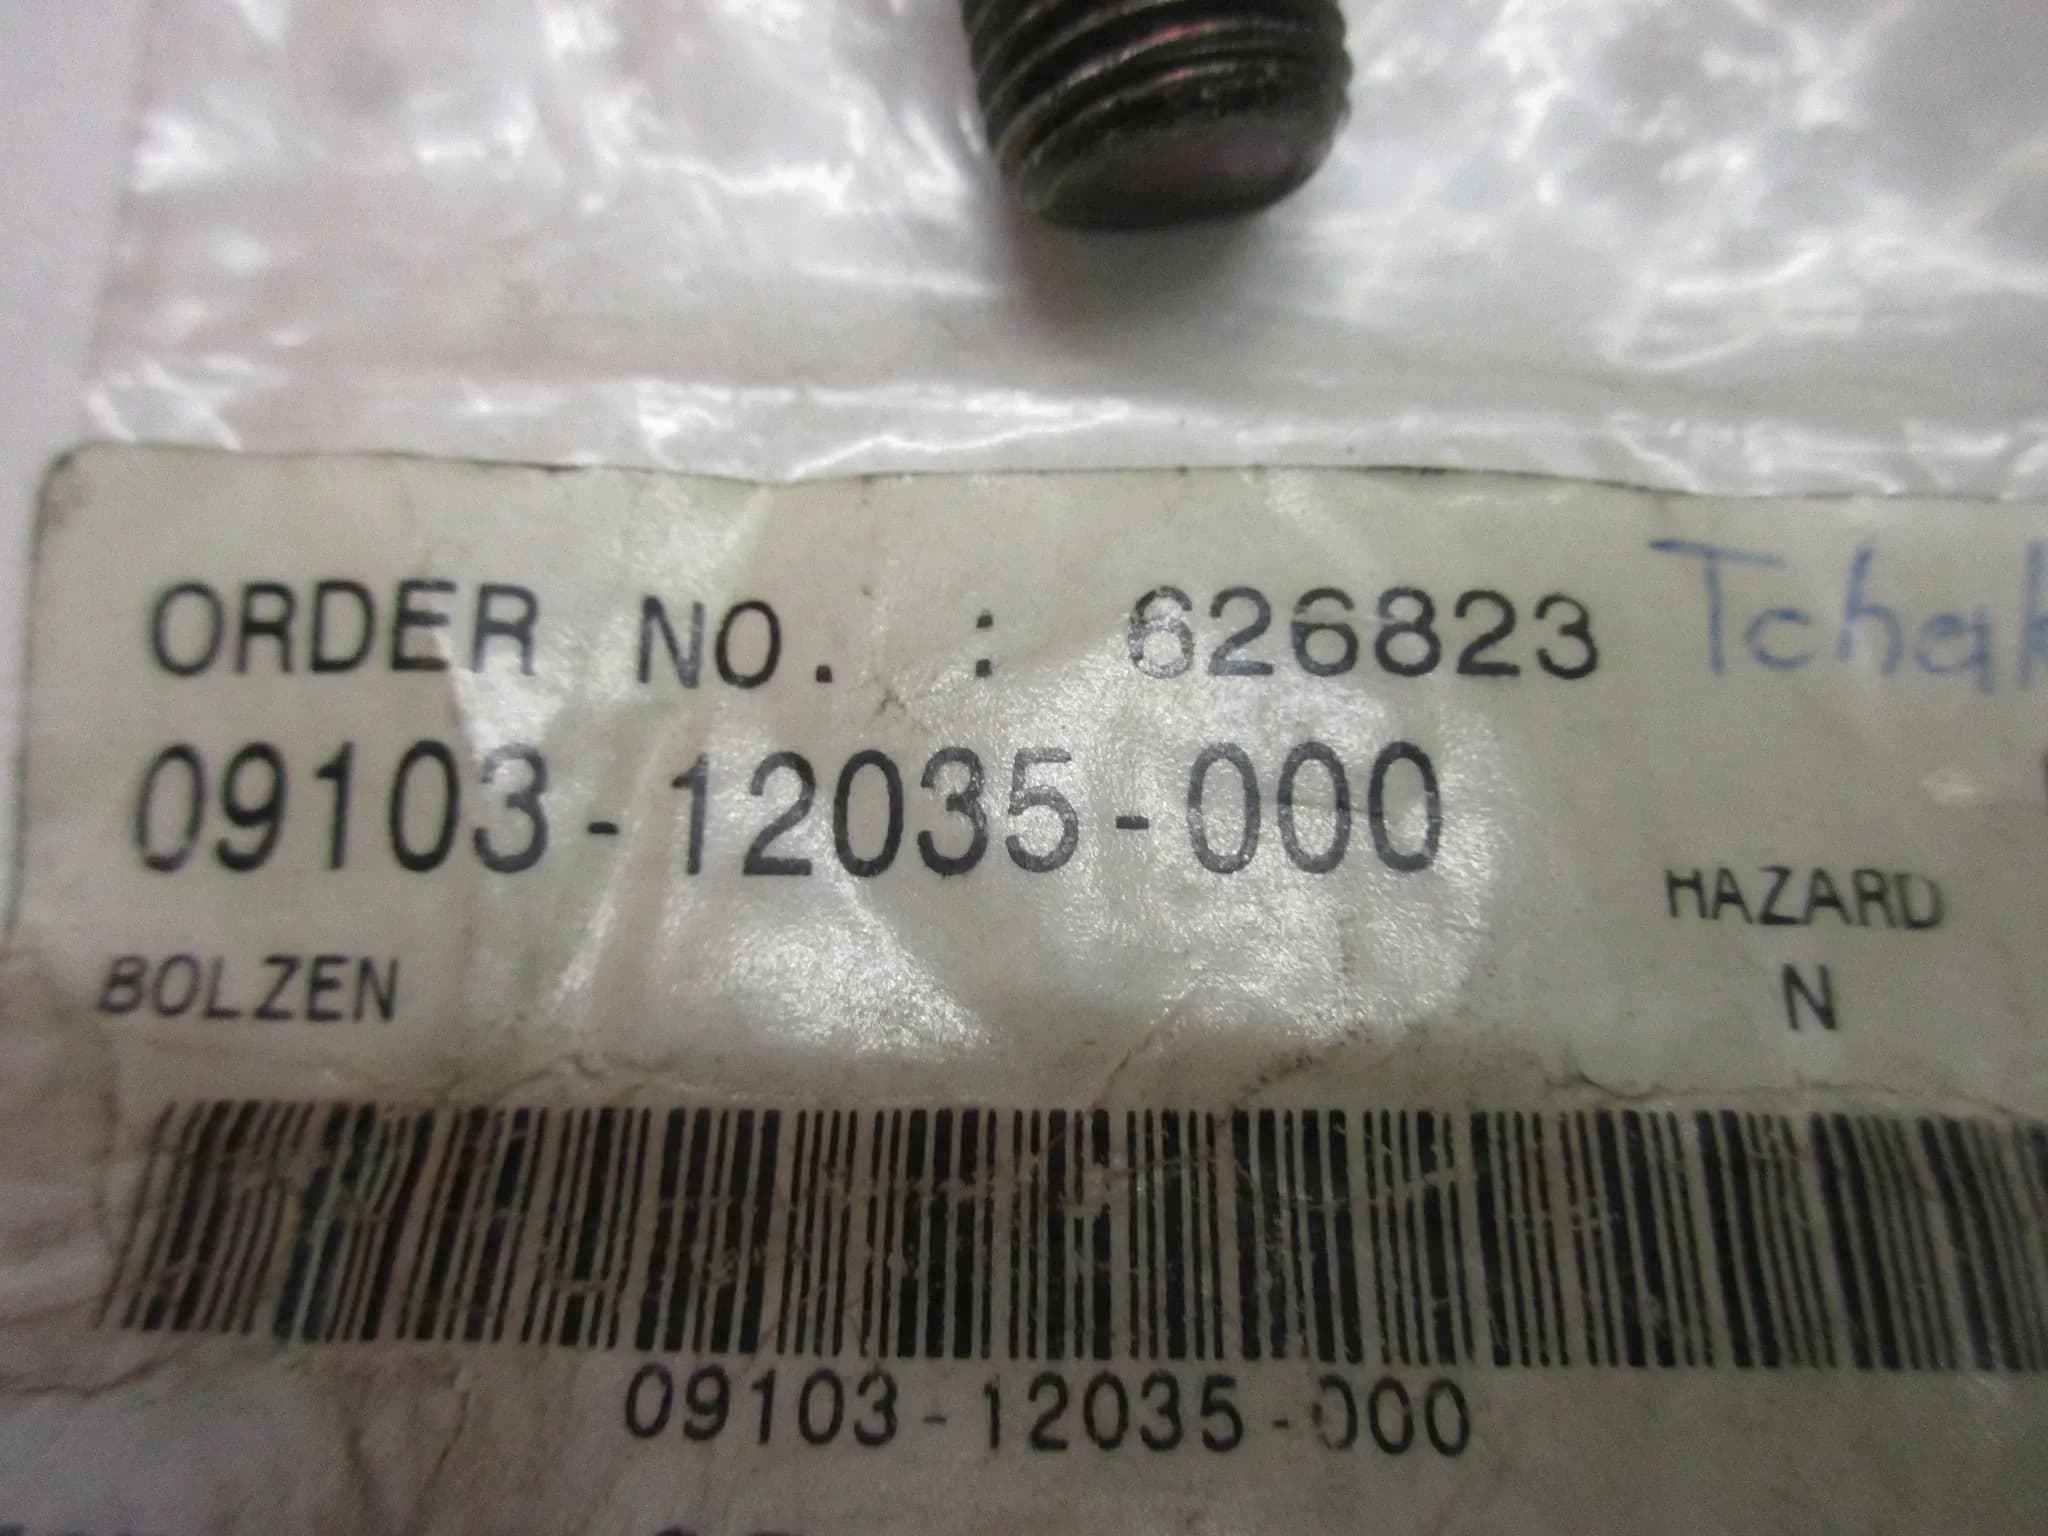 ORDER NO. : 626823
09103-12035-000
HAZARD
BOLZEN
N
09103-12035-000